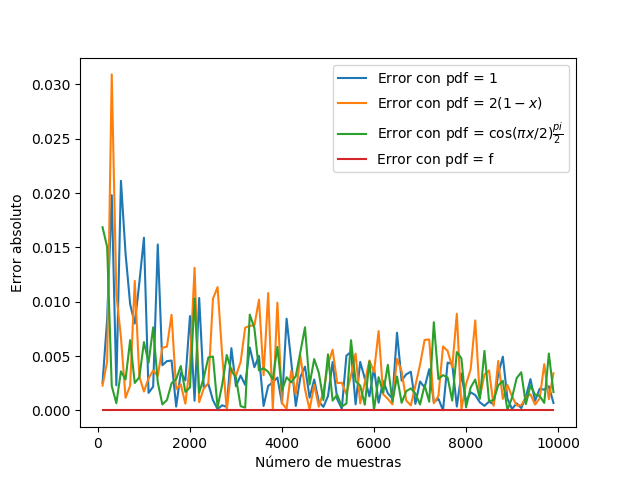 Error con pdf = 1
Error con pdf = 2(1 − x)
Error con pdf = cos(πx/2) pi/2
Error con pdf = f
0.030
0.025
0.020
0.015
0.010
0.005
0.000
Error absoluto
0 2000 4000 6000 8000 10000
Número de muestras